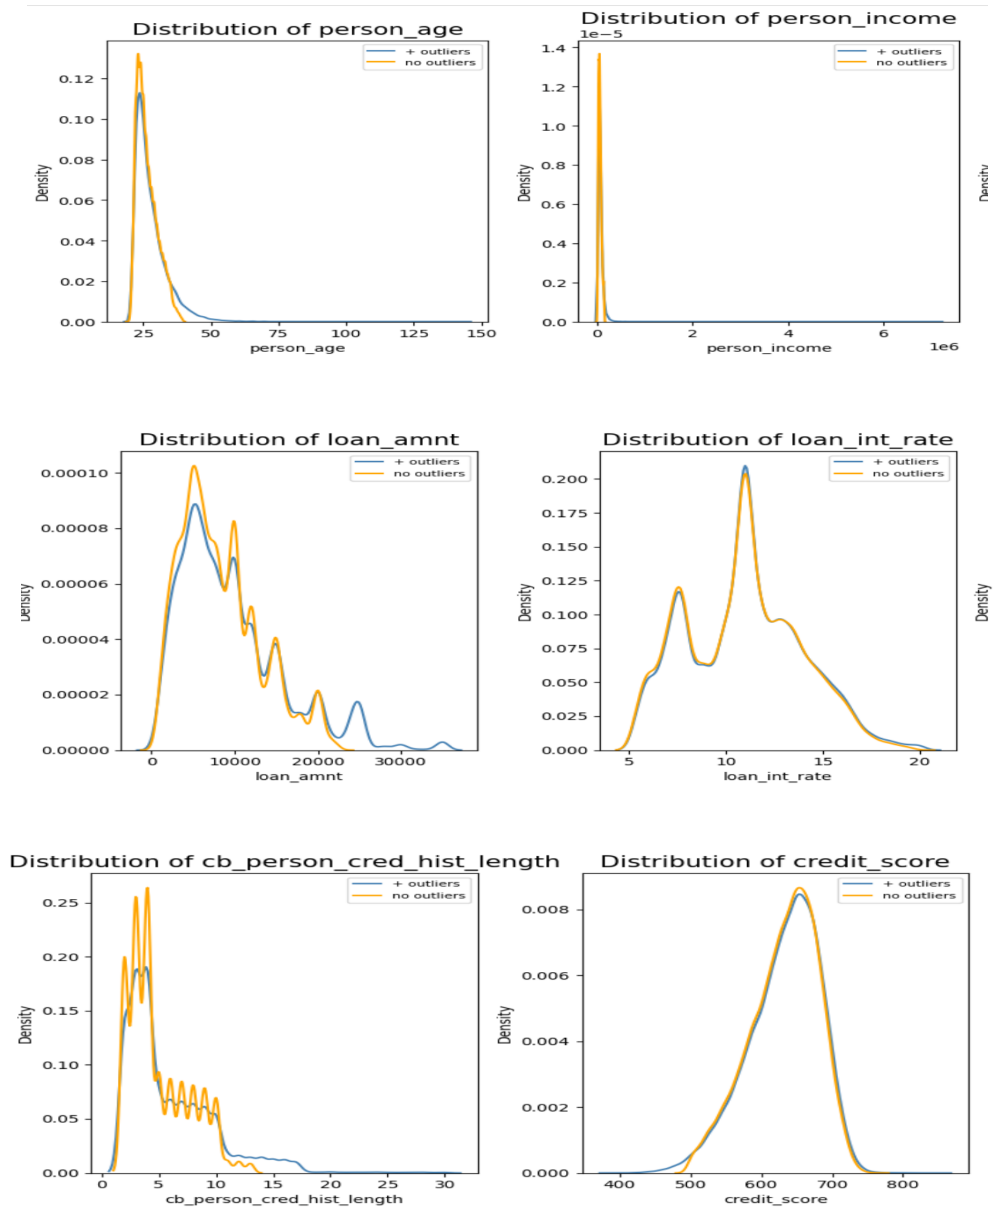 Distribution of person_age
+ outliers
no outliers
0.12
0.10
0.08
0.06
0.04
0.02
0.00
Density
25
50
75
100
125
150
person_age
Distribution of person_income
1e−5
+ outliers
no outliers
1.4
1.2
1.0
0.8
0.6
0.4
0.2
0.0
Density
0
2
4
6
1e6
person_income
Density
Distribution of loan_amnt
+ outliers
no outliers
0.00010
0.00008
0.00006
0.00004
0.00002
0.00000
Density
0
10000
20000
30000
loan_amnt
Distribution of loan_int_rate
+ outliers
no outliers
0.200
0.175
0.150
0.125
0.100
0.075
0.050
0.025
0.000
Density
5
10
15
20
loan_int_rate
Density
Distribution of cb_person_cred_hist_length
+ outliers
no outliers
0.25
0.20
0.15
0.10
0.05
0.00
Density
0
5
10
15
20
25
30
cb_person_cred_hist_length
Distribution of credit_score
+ outliers
no outliers
0.008
0.006
0.004
0.002
0.000
Density
400
500
600
700
800
credit_score